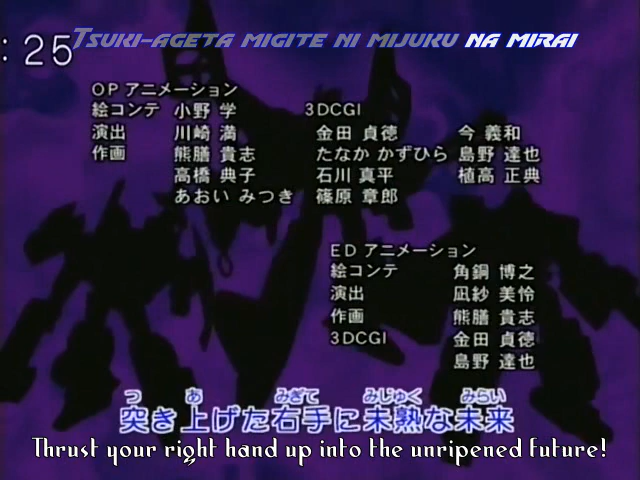 TSUKI-AGETA MIGITE NI MIJUKU NA MIRAI
:25
OP アニメーション
絵コンテ 小野 学
演出 川崎 満
作画 熊膳 貴志
高橋 典子
あおい みつき
3DCGI
金田 貞徳 今 義和
たなか かずひら 島野 達也
石川 真平 植高 正典
篠原 章郎
ED アニメーション
絵コンテ 角銅 博之
演出 凪紗 美怜
作画 熊膳 貴志
3DCGI 金田 貞徳
島野 達也
つ あ みぎて みじゅく みらい
突き上げた右手に未熟な未来
Thrust your right hand up into the unripened future!